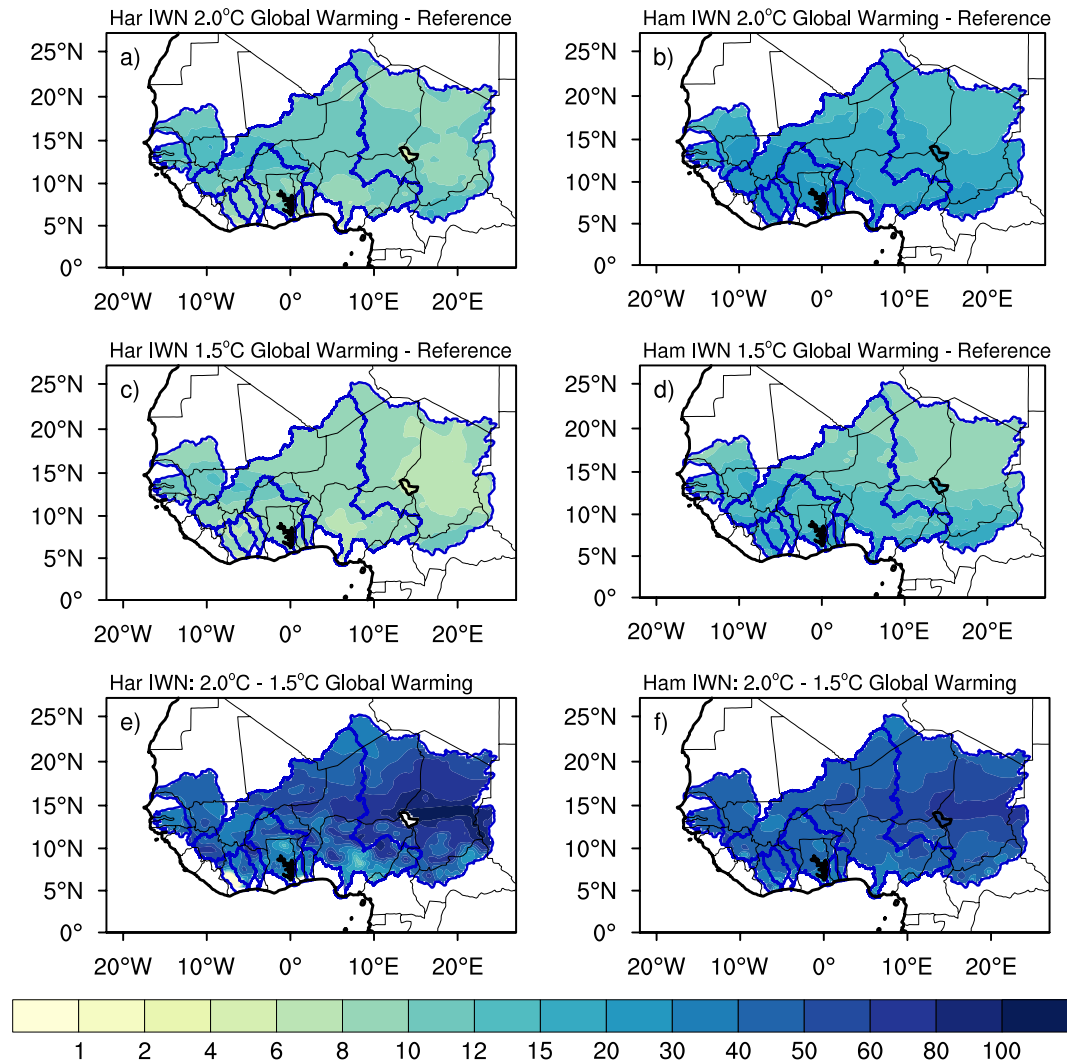 Har IWN 2.0°C Global Warming - Reference
Ham IWN 2.0°C Global Warming - Reference
a)
b)
25°N
20°N
15°N
10°N
5°N
0°
20°W 10°W 0° 10°E 20°E
25°N
20°N
15°N
10°N
5°N
0°
20°W 10°W 0° 10°E 20°E
Har IWN 1.5°C Global Warming - Reference
Ham IWN 1.5°C Global Warming - Reference
c)
d)
25°N
20°N
15°N
10°N
5°N
0°
20°W 10°W 0° 10°E 20°E
25°N
20°N
15°N
10°N
5°N
0°
20°W 10°W 0° 10°E 20°E
Har IWN: 2.0°C - 1.5°C Global Warming
Ham IWN: 2.0°C - 1.5°C Global Warming
e)
f)
25°N
20°N
15°N
10°N
5°N
0°
20°W 10°W 0° 10°E 20°E
25°N
20°N
15°N
10°N
5°N
0°
20°W 10°W 0° 10°E 20°E
1 2 4 6 8 10 12 15 20 30 40 50 60 80 100